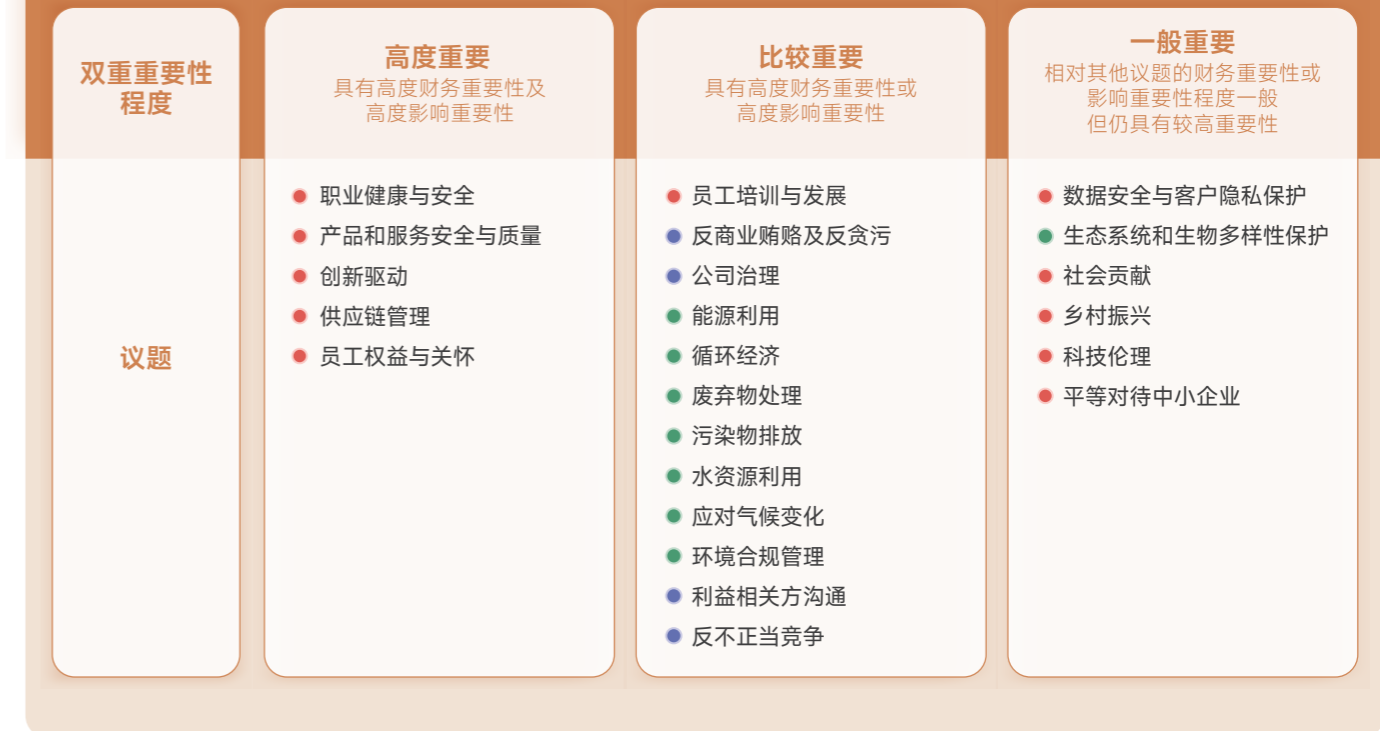 双重重要性
程度
高度重要
具有高度财务重要性及
高度影响重要性
比较重要
具有高度财务重要性或
高度影响重要性
一般重要
相对其他议题的财务重要性或
影响重要性程度一般
但仍具有较高重要性
议题
职业健康与安全
产品和服务安全与质量
创新驱动
供应链管理
员工权益与关怀
员工培训与发展
反商业贿赂及反贪污
公司治理
能源利用
循环经济
废弃物处理
污染物排放
水资源利用
应对气候变化
环境合规管理
利益相关方沟通
反不正当竞争
数据安全与客户隐私保护
生态系统和生物多样性保护
社会贡献
乡村振兴
科技伦理
平等对待中小企业